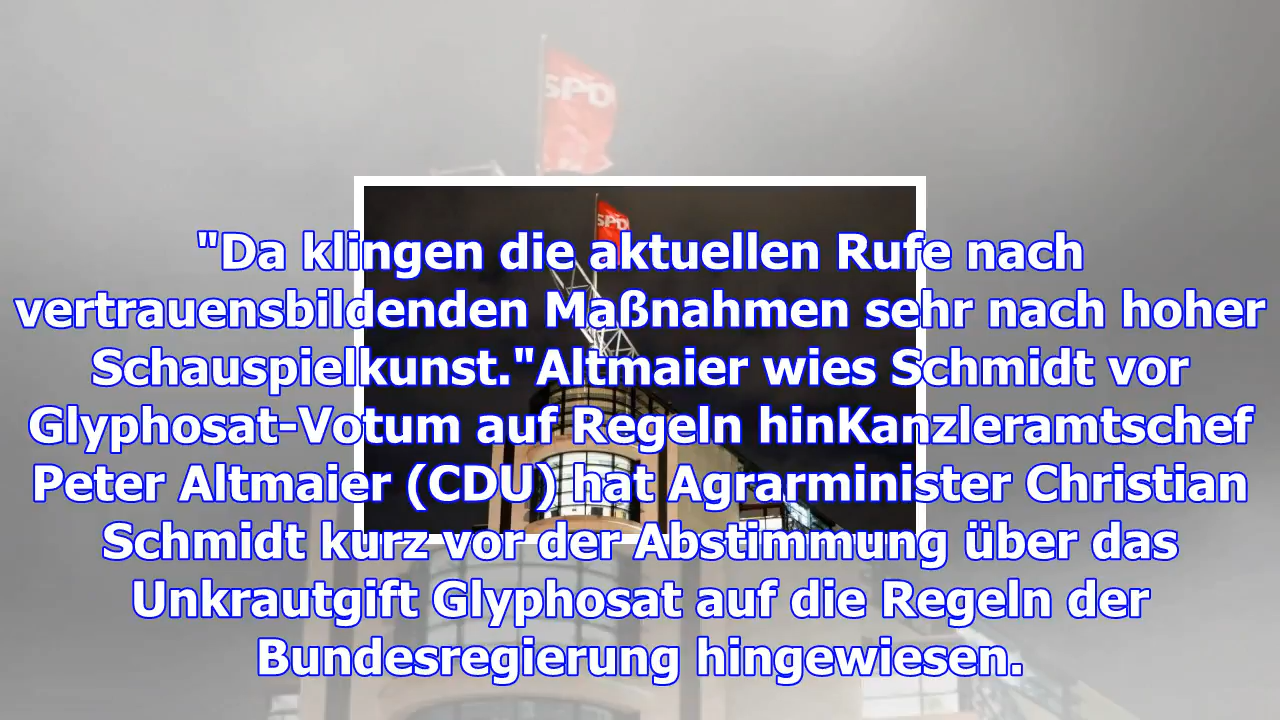 SPD
SPD
"Da klingen die aktuellen Rufe nach
vertrauensbildenden Maßnahmen sehr nach hoher
Schauspielkunst."Altmaier wies Schmidt vor
Glyphosat-Votum auf Regeln hinKanzleramtschef
Peter Altmaier (CDU) hat Agrarminister Christian
Schmidt kurz vor der Abstimmung über das
Unkrautgift Glyphosat auf die Regeln der
Bundesregierung hingewiesen.